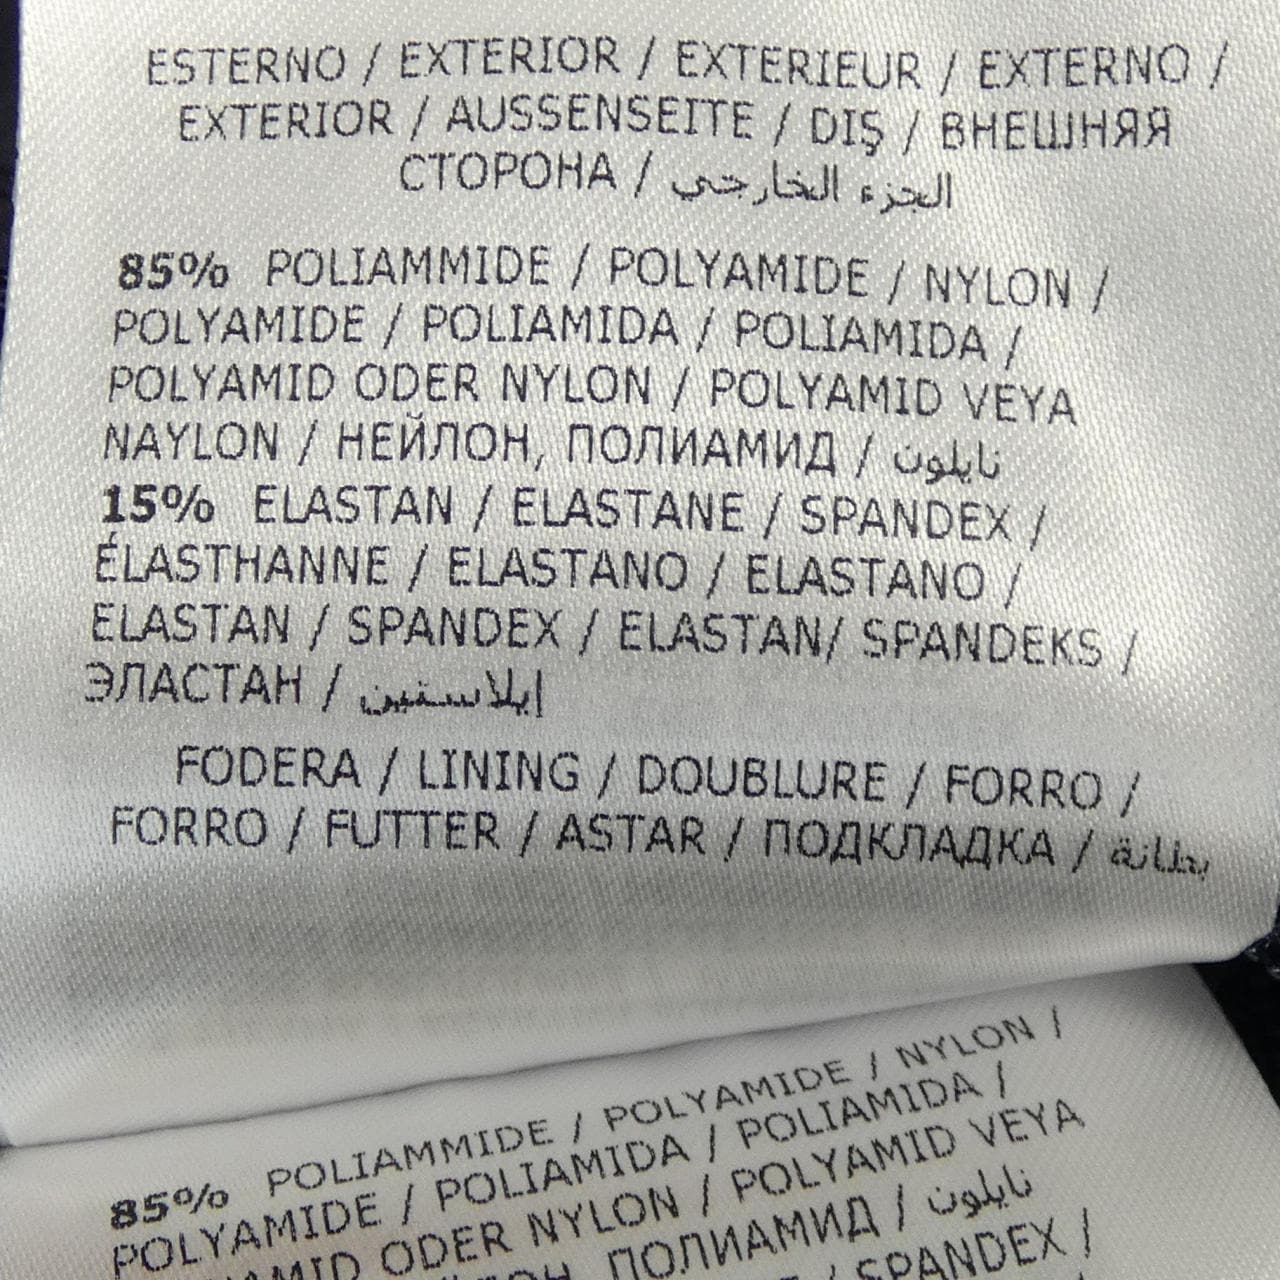 ESTERNO / EXTERIOR / EXTERIEUR / EXTERNO /
EXTERIOR / AUSSENSEITE / DIŞ / ВНЕШНЯЯ
СТОРОНА / الجزء الخارجي
85% POLIAMMIDE / POLYAMIDE / NYLON /
POLYAMIDE / POLIAMIDA / POLIAMIDA /
POLYAMID ODER NYLON / POLYAMID VEYA
NAYLON / НЕЙЛОН, ПОЛИАМИД / نايلون
15% ELASTAN / ELASTANE / SPANDEX /
ÉLASTHANNE / ELASTANO / ELASTANO /
ELASTAN / SPANDEX / ELASTAN/ SPANDEKS /
ЭЛАСТАН / إيلاستين
FODERA / LINING / DOUBLURE / FORRO /
FORRO / FUTTER / ASTAR / ПОДКЛАДКА / بطانة
85% POLIAMMIDE / POLYAMIDE / NYLON /
POLYAMIDE / POLIAMIDA / POLIAMIDA /
ODER NYLON / POLYAMID VEYA
ПОЛИАМИД / نايلون
SPANDEX /